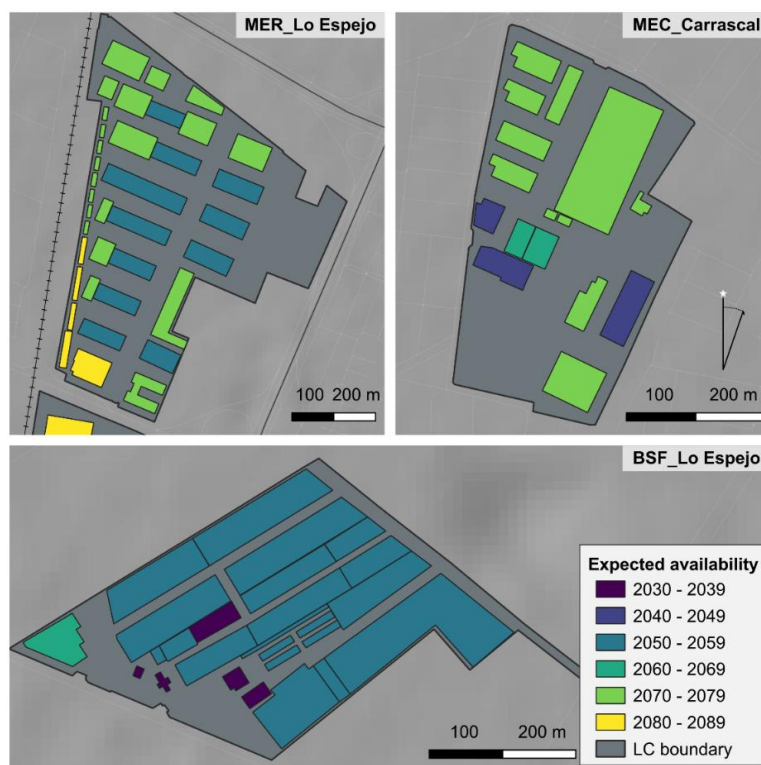 MER_Lo Espejo
100 200 m
MEC_Carrascal
100 200 m
BSF_Lo Espejo
100 200 m
Expected availability
2030 - 2039
2040 - 2049
2050 - 2059
2060 - 2069
2070 - 2079
2080 - 2089
LC boundary